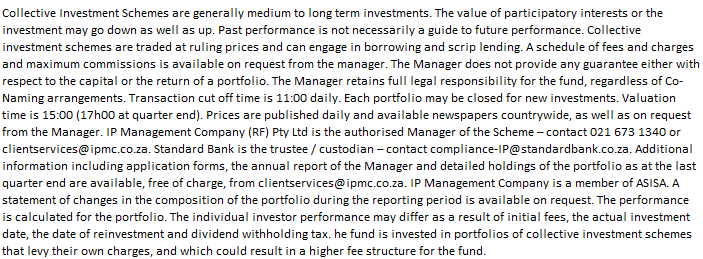 Collective Investment Schemes are generally medium to long term investments. The value of participatory interests or the
investment may go down as well as up. Past performance is not necessarily a guide to future performance. Collective
investment schemes are traded at ruling prices and can engage in borrowing and scrip lending. A schedule of fees and charges
and maximum commissions is available on request from the manager. The Manager does not provide any guarantee either with
respect to the capital or the return of a portfolio. The Manager retains full legal responsibility for the fund, regardless of Co-
Naming arrangements. Transaction cut off time is 11:00 daily. Each portfolio may be closed for new investments. Valuation
time is 15:00 (17h00 at quarter end). Prices are published daily and available newspapers countrywide, as well as on request
from the Manager. IP Management Company (RF) Pty Ltd is the authorised Manager of the Scheme – contact 021 673 1340 or
clientservices@ipmc.co.za. Standard Bank is the trustee / custodian – contact compliance-IP@standardbank.co.za. Additional
information including application forms, the annual report of the Manager and detailed holdings of the portfolio as at the last
quarter end are available, free of charge, from clientservices@ipmc.co.za. IP Management Company is a member of ASISA. A
statement of changes in the composition of the portfolio during the reporting period is available on request. The performance
is calculated for the portfolio. The individual investor performance may differ as a result of initial fees, the actual investment
date, the date of reinvestment and dividend withholding tax. he fund is invested in portfolios of collective investment schemes
that levy their own charges, and which could result in a higher fee structure for the fund.